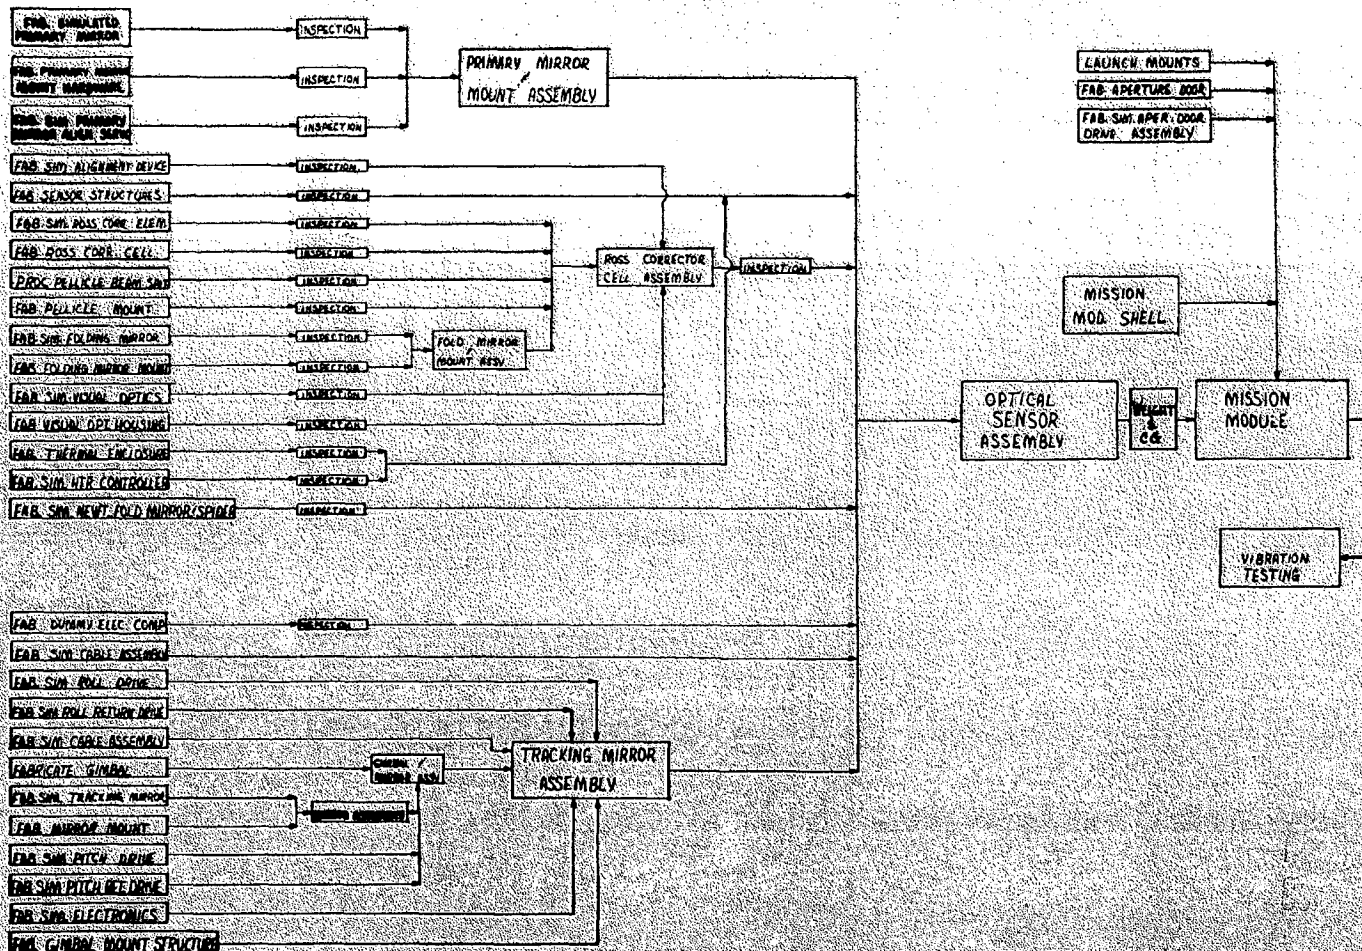 FAB. SIMULATED
PRIMARY MIRROR
INSPECTION
FAB. PRIMARY MIRROR
MOUNT HARDWARE
INSPECTION
FAB. SIM. PRIMARY
INSPECTION
PRIMARY MIRROR
&
MOUNT ASSEMBLY
FAB. SIM. ALIGNMENT DEVICE
INSPECTION
FAB SENSOR STRUCTURES
INSPECTION
FAB. SIM. ROSS CORR. ELEM.
INSPECTION
FAB. ROSS CORR. CELL
INSPECTION
PROC PELLICLE BEAM
INSPECTION
FAB PELLICLE MOUNT
INSPECTION
FAB. SIM. FOLDING MIRROR
INSPECTION
FAB FOLDING MIRROR MOUNT
INSPECTION
FAB. SIM. VISUAL OPTICS
INSPECTION
FAB VISUAL OPT. HOUSING
INSPECTION
FAB. THERMAL ENCLOSURE
INSPECTION
FAB. SIM. HTR CONTROLLER
INSPECTION
FAB. SIM. NEWT. FOLD MIRROR/SPIDER
INSPECTION
FOLD MIRROR
&
MOUNT ASSY.
ROSS CORRECTOR
CELL ASSEMBLY
INSPECTION
FAB. DUMMY ELEC. COMP
INSPECTION
FAB. SIM CABLE ASSEMBLY
FAB. SIM ROLL DRIVE
FAB. SIM ROLL RETURN DRIVE
FAB. SIM CABLE ASSEMBLY
FABRICATE GIMBAL
FAB. SIM. TRACKING MIRROR
FAB. MIRROR MOUNT
FAB. SIM PITCH DRIVE
FAB. SIM PITCH RET. DRIVE
FAB. SIM. ELECTRONICS
FAB. GIMBAL MOUNT STRUCTURE
GIMBAL &
MIRROR ASSY.
TRACKING MIRROR
ASSEMBLY
LAUNCH MOUNTS
FAB. APERTURE DOOR
FAB. SIM. APER. DOOR
DRIVE ASSEMBLY
MISSION
MOD. SHELL
OPTICAL
SENSOR
ASSEMBLY
WEIGHT
&
CG
MISSION
MODULE
VIBRATION
TESTING